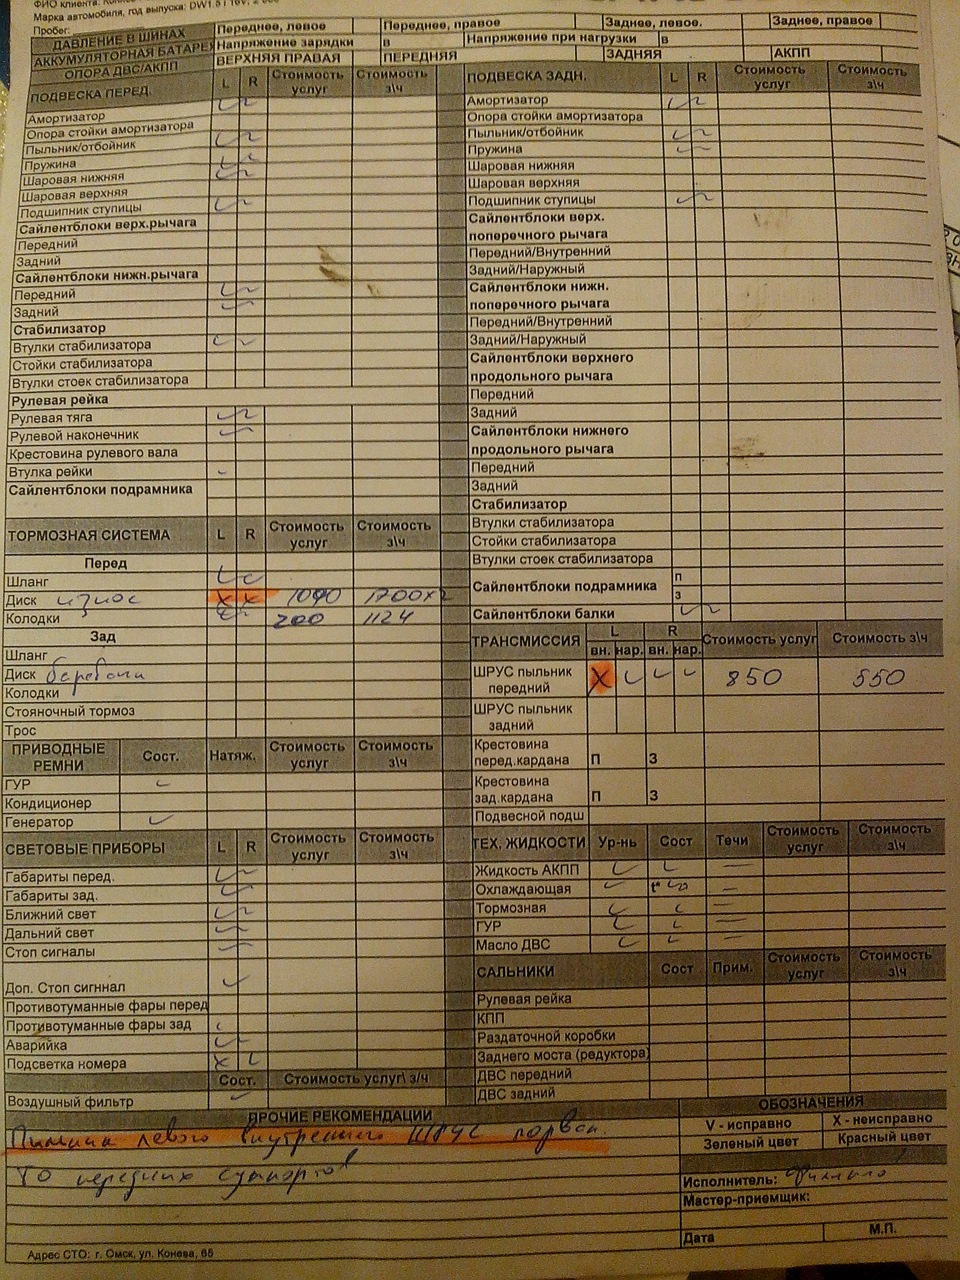 ФИО клиента:
Марка автомобиля, год выпуска: DW1.5 / 16V,
Пробег:
ДАВЛЕНИЕ В ШИНАХ Переднее, левое Переднее, правое Заднее, левое. Заднее, правое
АККУМУЛЯТОРНАЯ БАТАРЕЯ Напряжение зарядки в Напряжение при нагрузки в
ОПОРА ДВС/АКПП ВЕРХНЯЯ ПРАВАЯ ПЕРЕДНЯЯ ЗАДНЯЯ АКПП
ПОДВЕСКА ПЕРЕД. L R Стоимость услуг Стоимость з\ч
Амортизатор
Опора стойки амортизатора
Пыльник/отбойник
Пружина
Шаровая нижняя
Шаровая верхняя
Подшипник ступицы
Сайлентблоки верх.рычага
Передний
Задний
Сайлентблоки нижн.рычага
Передний
Задний
Стабилизатор
Втулки стабилизатора
Стойки стабилизатора
Втулки стоек стабилизатора
Рулевая рейка
Рулевая тяга
Рулевой наконечник
Крестовина рулевого вала
Втулка рейки
Сайлентблоки подрамника
ТОРМОЗНАЯ СИСТЕМА L R Стоимость услуг Стоимость з\ч
Перед
Шланг
Диск износ X X 1000 1700x2
Колодки 200 1124
Зад
Шланг
Диск барабаны
Колодки
Стояночный тормоз
Трос
ПРИВОДНЫЕ РЕМНИ Сост. Натяж. Стоимость услуг Стоимость з\ч
ГУР
Кондиционер
Генератор
СВЕТОВЫЕ ПРИБОРЫ L R Стоимость услуг Стоимость з\ч
Габариты перед.
Габариты зад.
Ближний свет
Дальний свет
Стоп сигналы
Доп. Стоп сигннал
Противотуманные фары перед
Противотуманные фары зад
Аварийка
Подсветка номера X
Сост. Стоимость услуг\ з/ч
Воздушный фильтр
ПОДВЕСКА ЗАДН. L R Стоимость услуг Стоимость з\ч
Амортизатор
Опора стойки амортизатора
Пыльник/отбойник
Пружина
Шаровая нижняя
Шаровая верхняя
Подшипник ступицы
Сайлентблоки верх.
поперечного рычага
Передний/Внутренний
Задний/Наружный
Сайлентблоки нижн.
поперечного рычага
Передний/Внутренний
Задний/Наружный
Сайлентблоки верхнего
продольного рычага
Передний
Задний
Сайлентблоки нижнего
продольного рычага
Передний
Задний
Стабилизатор
Втулки стабилизатора
Стойки стабилизатора
Втулки стоек стабилизатора
Сайлентблоки подрамника п з
Сайлентблоки балки
ТРАНСМИССИЯ L R Стоимость услуг Стоимость з\ч
вн. нар. вн. нар.
ШРУС пыльник
передний X 850 550
ШРУС пыльник
задний
Крестовина
перед.кардана П З
Крестовина
зад.кардана П З
Подвесной подш
ТЕХ. ЖИДКОСТИ Ур-нь Сост Течи Стоимость услуг Стоимость з\ч
Жидкость АКПП
Охлаждающая
Тормозная
ГУР
Масло ДВС
САЛЬНИКИ Сост Прим. Стоимость услуг Стоимость з\ч
Рулевая рейка
КПП
Раздаточной коробки
Заднего моста (редуктора)
ДВС передний
ДВС задний
ПРОЧИЕ РЕКОМЕНДАЦИИ
Пыльник левого внутреннего ШРУС порван.
ТО передних суппортов
ОБОЗНАЧЕНИЯ
V - исправно X - неисправно
Зеленый цвет Красный цвет
Исполнитель:
Мастер-приемщик:
Дата М.П.
Адрес СТО: г. Омск, ул. Конева, 65